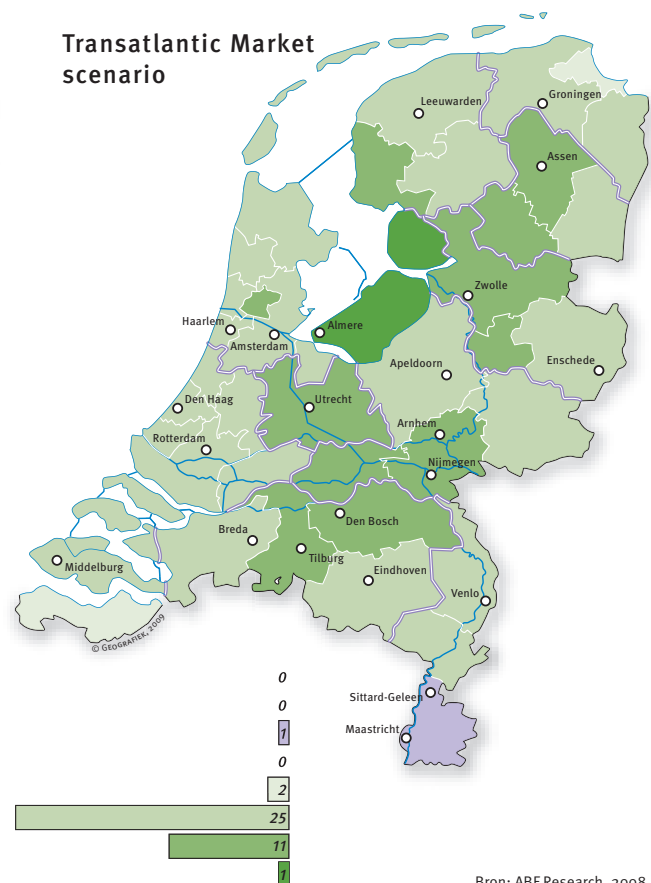 Transatlantic Market
scenario
Leeuwarden
Groningen
Assen
Zwolle
Haarlem
Amsterdam
Almere
Enschede
Apeldoorn
Den Haag
Utrecht
Arnhem
Rotterdam
Nijmegen
Den Bosch
Breda
Tilburg
Middelburg
Eindhoven
Venlo
© GEOGRAFIEK, 2009
Sittard-Geleen
Maastricht
0
0
1
0
2
25
11
1
Bron: ABF Research, 2008